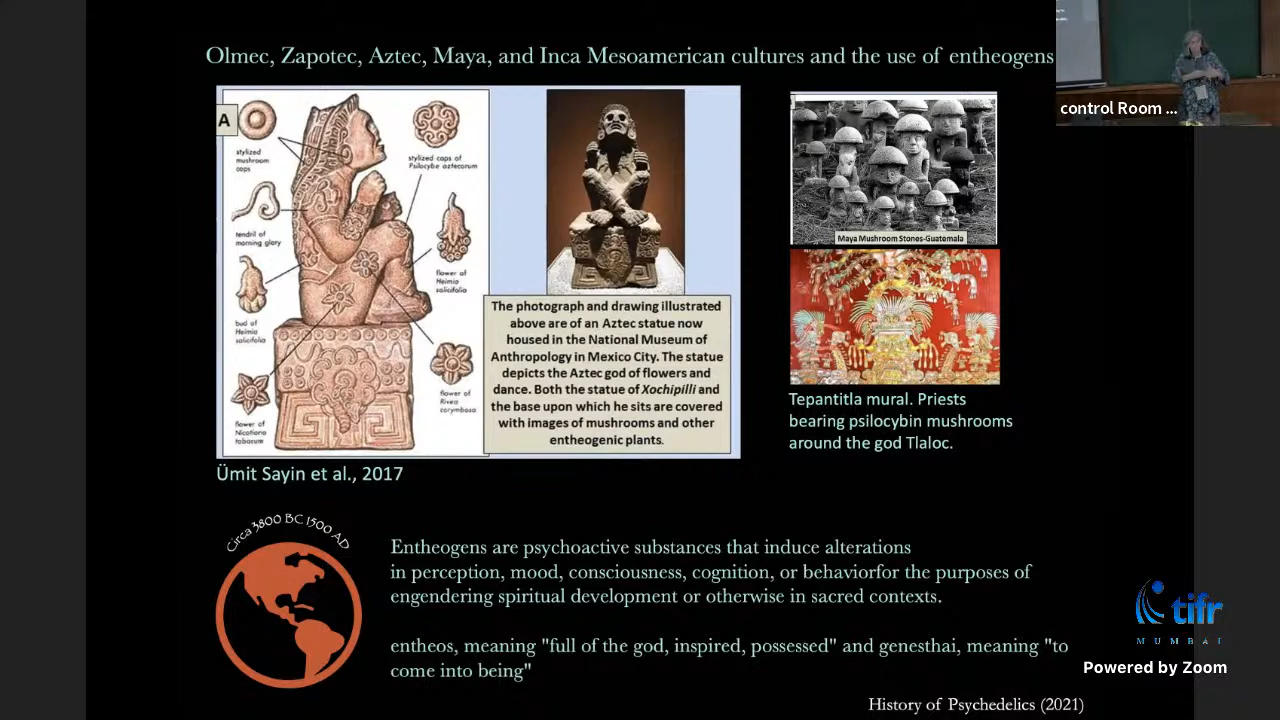 Olmec, Zapotec, Aztec, Maya, and Inca Mesoamerican cultures and the use of entheogens
control Room ...
A
stylized
mushroom
caps
stylized caps of
Psilocybe aztecorum
tendril of
morning glory
flower of
Heimia
salicifolia
bud of
Heimia
salicifolia
flower of
Nicotiana
tabacum
flower of
Rivea
corymbosa
The photograph and drawing illustrated
above are of an Aztec statue now
housed in the National Museum of
Anthropology in Mexico City. The statue
depicts the Aztec god of flowers and
dance. Both the statue of Xochipilli and
the base upon which he sits are covered
with images of mushrooms and other
entheogenic plants.
Maya Mushroom Stones-Guatemala
Tepantitla mural. Priests
bearing psilocybin mushrooms
around the god Tlaloc.
Ümit Sayin et al., 2017
Circa 3800 BC 1500 AD
Entheogens are psychoactive substances that induce alterations
in perception, mood, consciousness, cognition, or behaviorfor the purposes of
engendering spiritual development or otherwise in sacred contexts.
entheos, meaning "full of the god, inspired, possessed" and genesthai, meaning "to
come into being"
tifr
MUMBAI
Powered by Zoom
History of Psychedelics (2021)